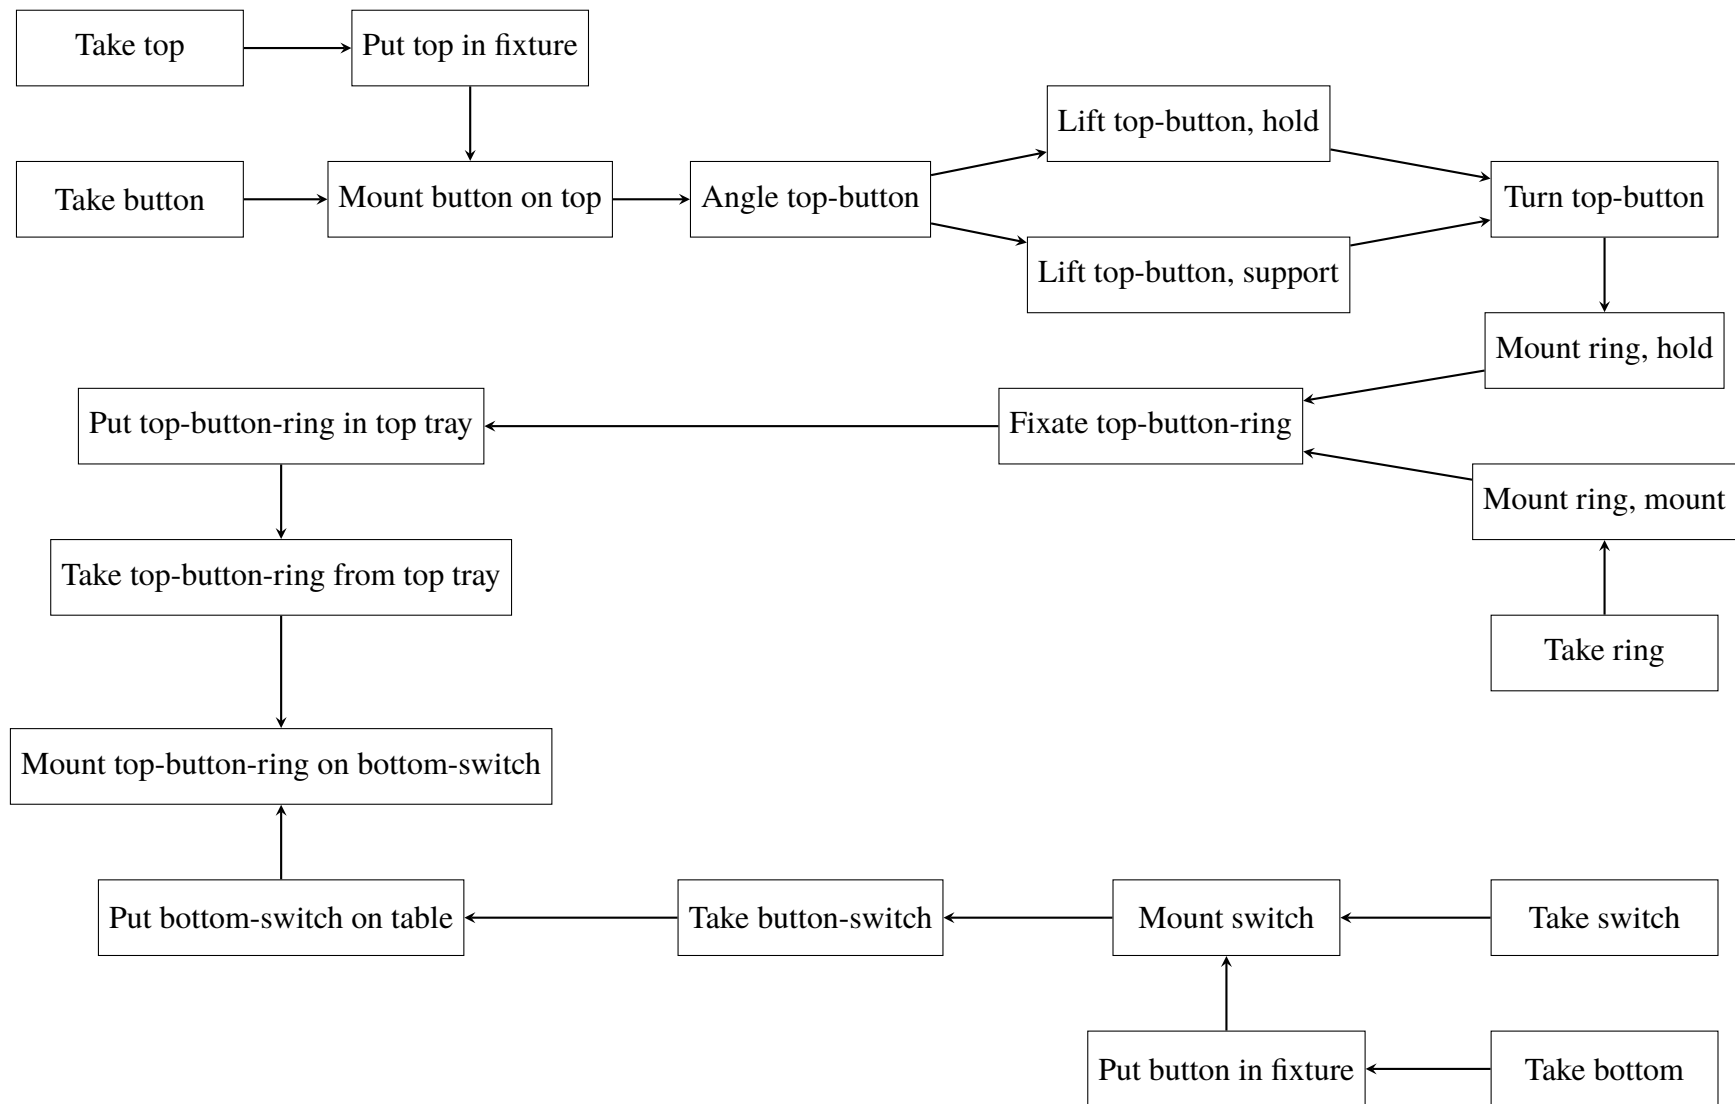 Take top
Put top in fixture
Lift top-button, hold
Take button
Mount button on top
Angle top-button
Turn top-button
Lift top-button, support
Mount ring, hold
Put top-button-ring in top tray
Fixate top-button-ring
Mount ring, mount
Take top-button-ring from top tray
Take ring
Mount top-button-ring on bottom-switch
Put bottom-switch on table
Take button-switch
Mount switch
Take switch
Put button in fixture
Take bottom